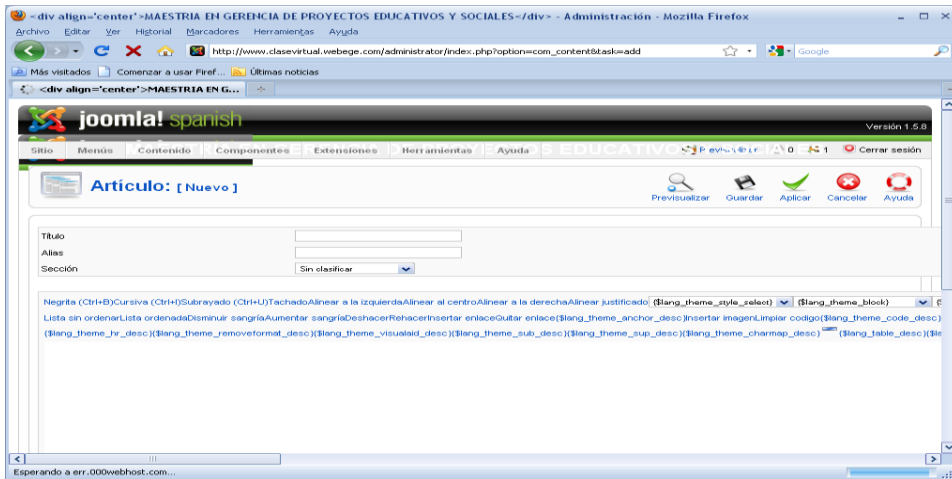 <div align='center'>MAESTRIA EN GERENCIA DE PROYECTOS EDUCATIVOS Y SOCIALES</div> - Administración - Mozilla Firefox
Archivo Editar Ver Historial Marcadores Herramientas Ayuda
http://www.clasevirtual.webege.com/administrator/index.php?option=com_content&task=add
Google
Más visitados Comenzar a usar Firef... Últimas noticias
<div align='center'>MAESTRIA EN G...
joomla! spanish
Versión 1.5.8
Sitio Menús Contenido Componentes Extensiones Herramientas Ayuda 0 1 Cerrar sesión
Artículo: [ Nuevo ]
Previsualizar Guardar Aplicar Cancelar Ayuda
Título
Alias
Sección Sin clasificar
Negrita (Ctrl+B)Cursiva (Ctrl+I)Subrayado (Ctrl+U)TachadoAlinear a la izquierdaAlinear al centroAlinear a la derechaAlinear justificado {$lang_theme_style_select} {$lang_theme_block}
Lista sin ordenarLista ordenadaDisminuir sangríaAumentar sangríaDeshacerRehacerInsertar enlaceQuitar enlace{$lang_theme_anchor_desc}Insertar imagenLimpiar codigo{$lang_theme_code_desc}
{$lang_theme_hr_desc}{$lang_theme_removeformat_desc}{$lang_theme_visualaid_desc}{$lang_theme_sub_desc}{$lang_theme_sup_desc}{$lang_theme_charmap_desc} {$lang_table_desc}
Esperando a err.000webhost.com...